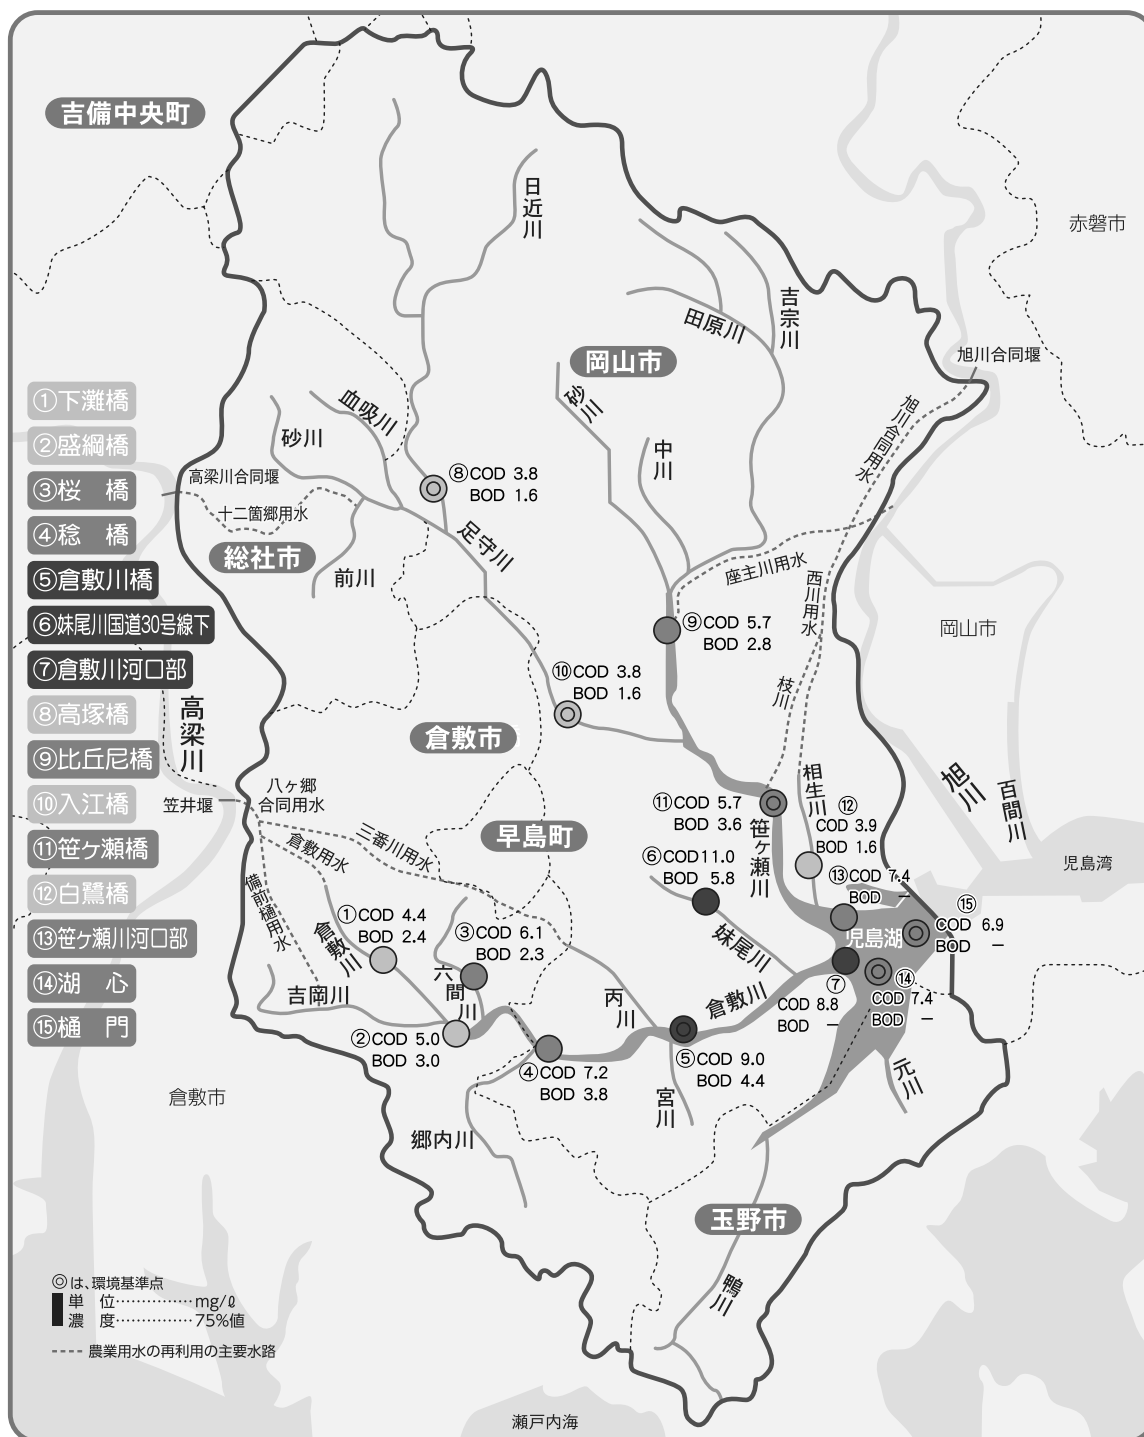 吉備中央町
日近川
赤磐市
吉宗川
田原川
岡山市
旭川合同堰
砂川
血吸川
砂川
中川
旭川合同用水
①下灘橋
②盛綱橋
③桜　橋
④稔　橋
⑤倉敷川橋
⑥妹尾川国道30号線下
⑦倉敷川河口部
⑧高塚橋
⑨比丘尼橋
⑩入江橋
⑪笹ヶ瀬橋
⑫白鷺橋
⑬笹ヶ瀬川河口部
⑭湖　心
⑮樋　門
高梁川合同堰
十二箇郷用水
⑧COD 3.8
BOD 1.6
足守川
総社市
前川
座主川用水
西川用水
岡山市
⑨COD 5.7
BOD 2.8
⑩COD 3.8
BOD 1.6
枝川
高梁川
倉敷市
笠井堰
八ヶ郷
合同用水
三番川用水
倉敷用水
備前樋用水
早島町
旭川
百間川
児島湾
相生川
⑪COD 5.7
BOD 3.6
笹ヶ瀬川
⑫
COD 3.9
BOD 1.6
⑥COD11.0
BOD 5.8
⑬COD 7.4
BOD －
①COD 4.4
BOD 2.4
倉敷川
③COD 6.1
BOD 2.3
六間川
妹尾川
児島湖
⑮
COD 6.9
BOD －
吉岡川
丙川
倉敷川
⑦
COD 8.8
BOD －
⑭
COD 7.4
BOD －
②COD 5.0
BOD 3.0
④COD 7.2
BOD 3.8
⑤COD 9.0
BOD 4.4
元川
宮川
倉敷市
郷内川
玉野市
鴨川
◎は、環境基準点
単　位……………mg/ℓ
濃　度……………75%値
農業用水の再利用の主要水路
瀬戸内海